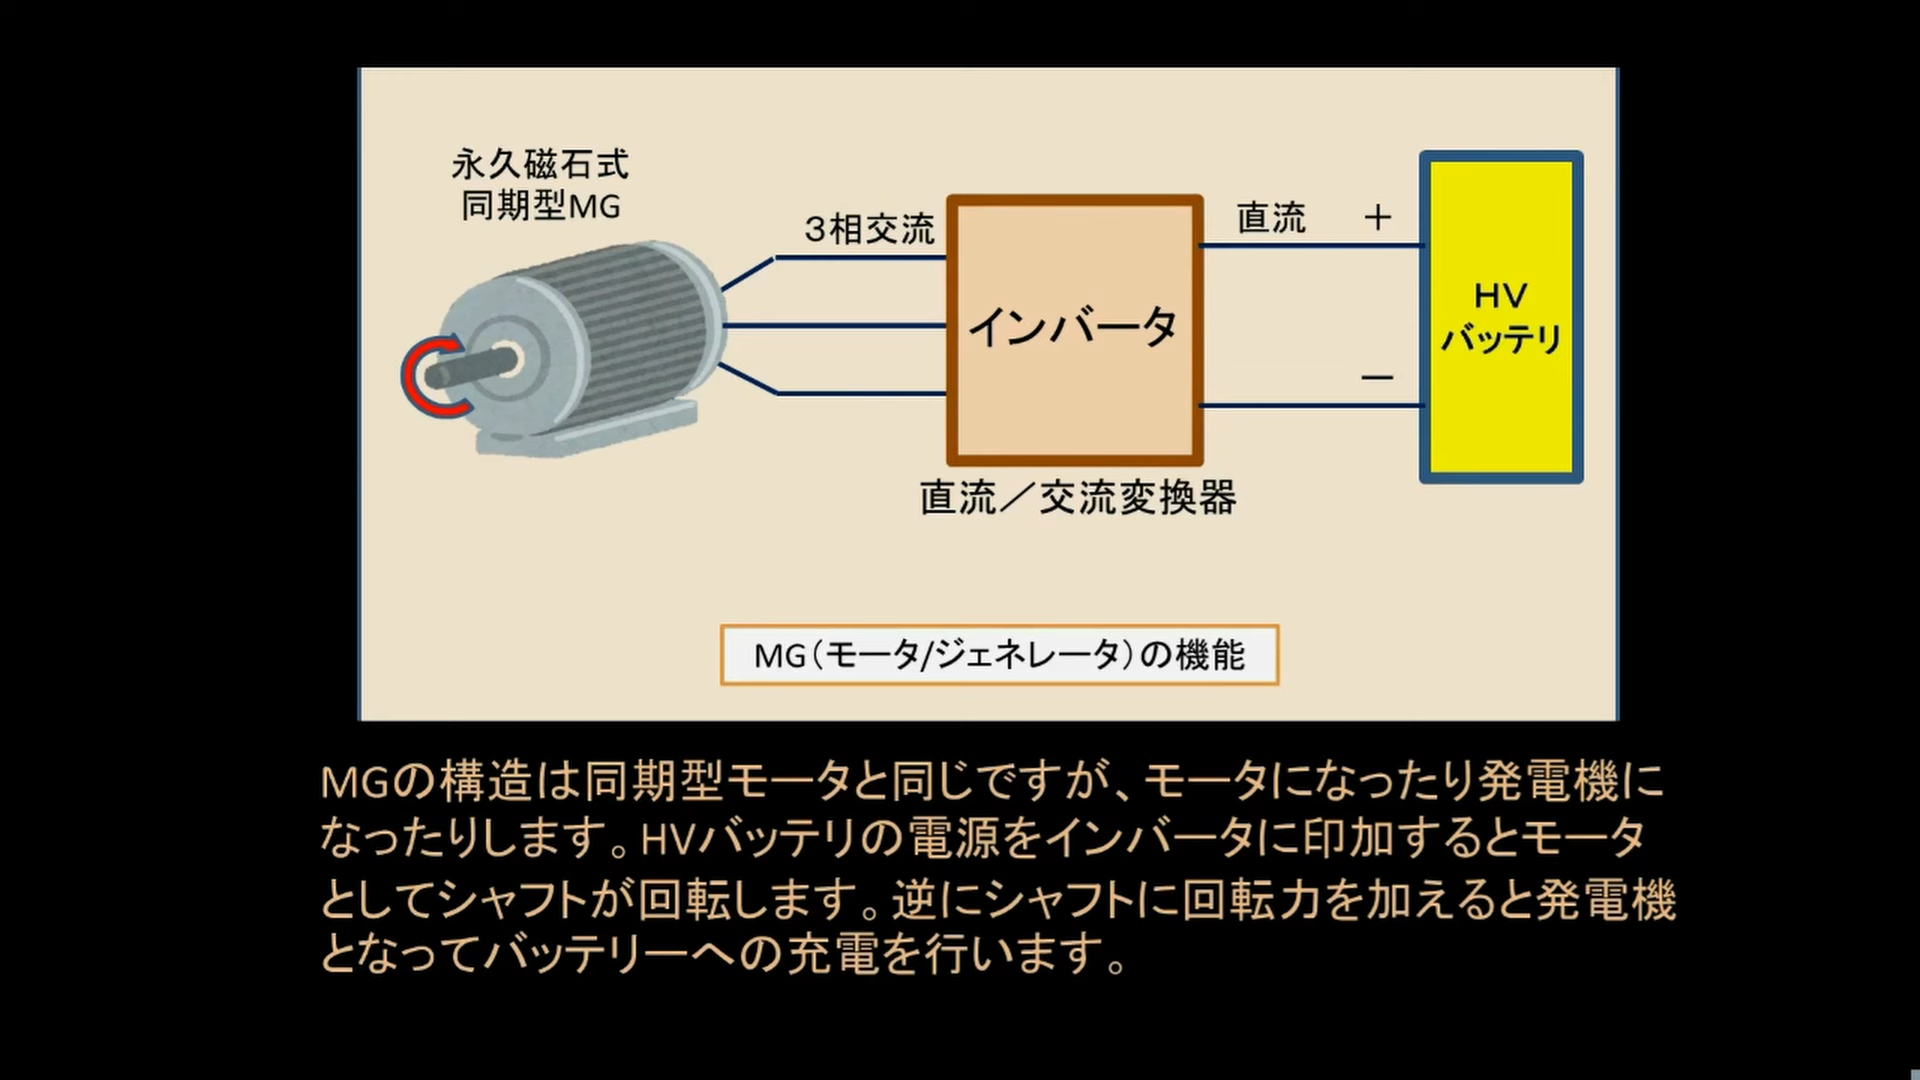 永久磁石式
同期型MG
3相交流
インバータ
直流／交流変換器
直流 ＋
－
HV
バッテリ
MG（モータ/ジェネレータ）の機能
MGの構造は同期型モータと同じですが、モータになったり発電機に
なったりします。HVバッテリの電源をインバータに印加するとモータ
としてシャフトが回転します。逆にシャフトに回転力を加えると発電機
となってバッテリーへの充電を行います。